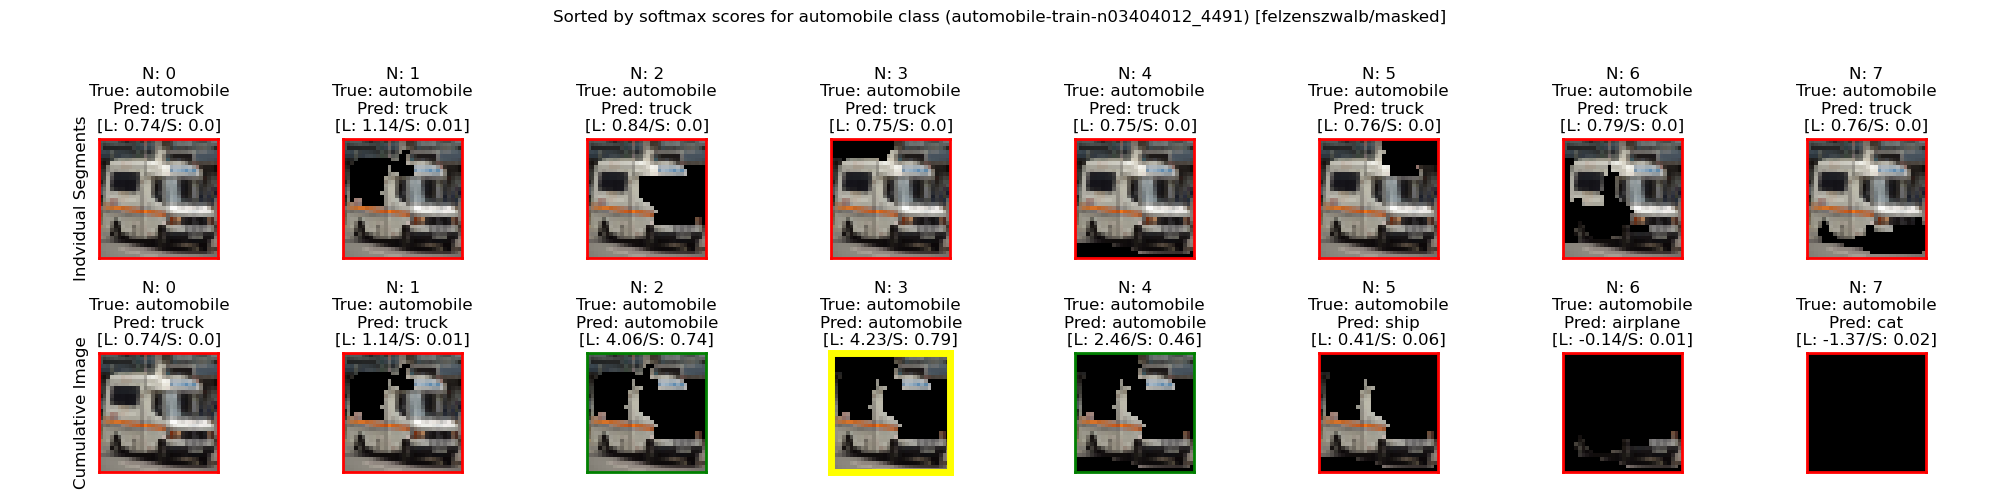 Sorted by softmax scores for automobile class (automobile-train-n03404012_4491) [felzenszwalb/masked]
Individual Segments
N: 0
True: automobile
Pred: truck
[L: 0.74/S: 0.0]
N: 1
True: automobile
Pred: truck
[L: 1.14/S: 0.01]
N: 2
True: automobile
Pred: truck
[L: 0.84/S: 0.0]
N: 3
True: automobile
Pred: truck
[L: 0.75/S: 0.0]
N: 4
True: automobile
Pred: truck
[L: 0.75/S: 0.0]
N: 5
True: automobile
Pred: truck
[L: 0.76/S: 0.0]
N: 6
True: automobile
Pred: truck
[L: 0.79/S: 0.0]
N: 7
True: automobile
Pred: truck
[L: 0.76/S: 0.0]
Cumulative Image
N: 0
True: automobile
Pred: truck
[L: 0.74/S: 0.0]
N: 1
True: automobile
Pred: truck
[L: 1.14/S: 0.01]
N: 2
True: automobile
Pred: automobile
[L: 4.06/S: 0.74]
N: 3
True: automobile
Pred: automobile
[L: 4.23/S: 0.79]
N: 4
True: automobile
Pred: automobile
[L: 2.46/S: 0.46]
N: 5
True: automobile
Pred: ship
[L: 0.41/S: 0.06]
N: 6
True: automobile
Pred: airplane
[L: -0.14/S: 0.01]
N: 7
True: automobile
Pred: cat
[L: -1.37/S: 0.02]